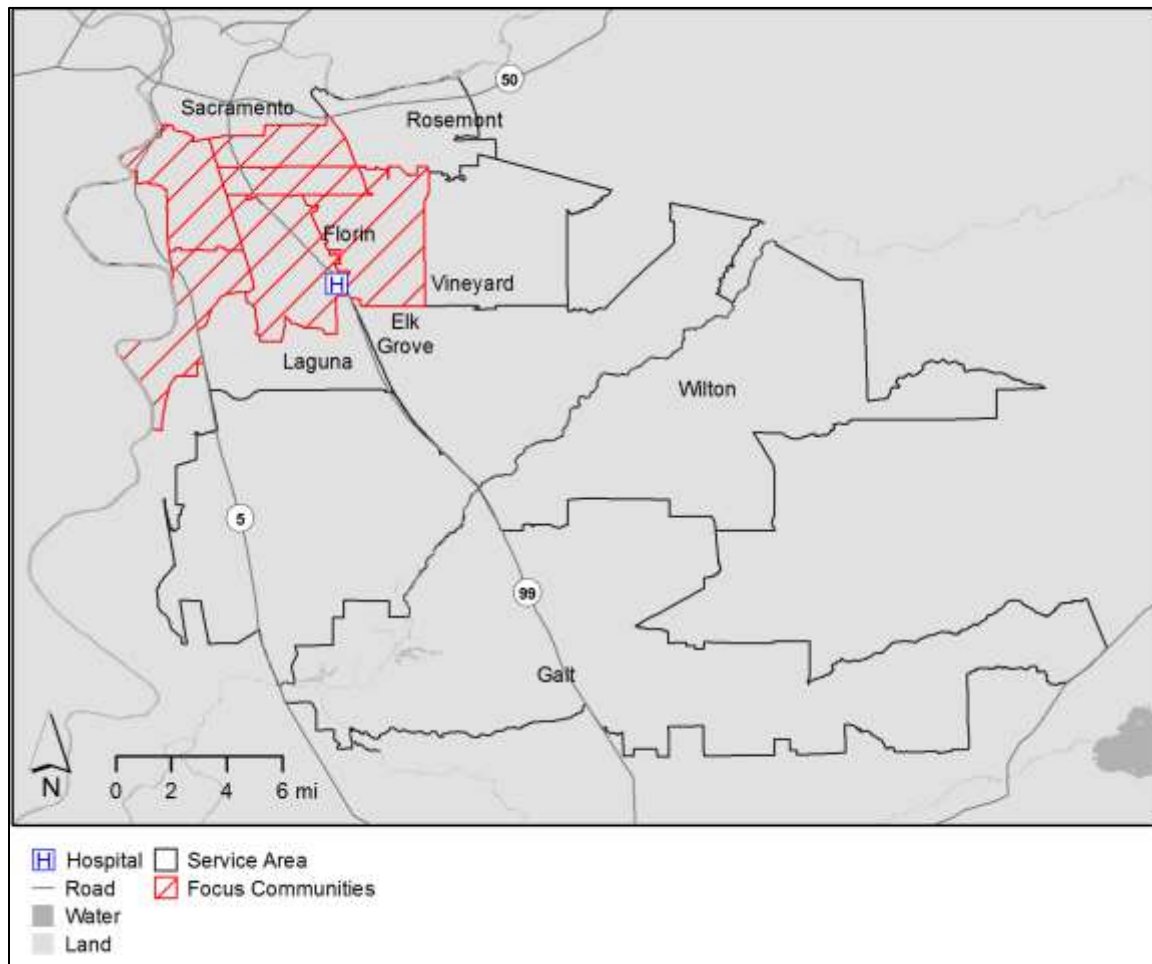 50
Sacramento
Rosemont
Florin
H
Vineyard
Elk
Grove
Laguna
Wilton
5
99
Galt
N
0 2 4 6 mi
H Hospital
Service Area
Road
Focus Communities
Water
Land